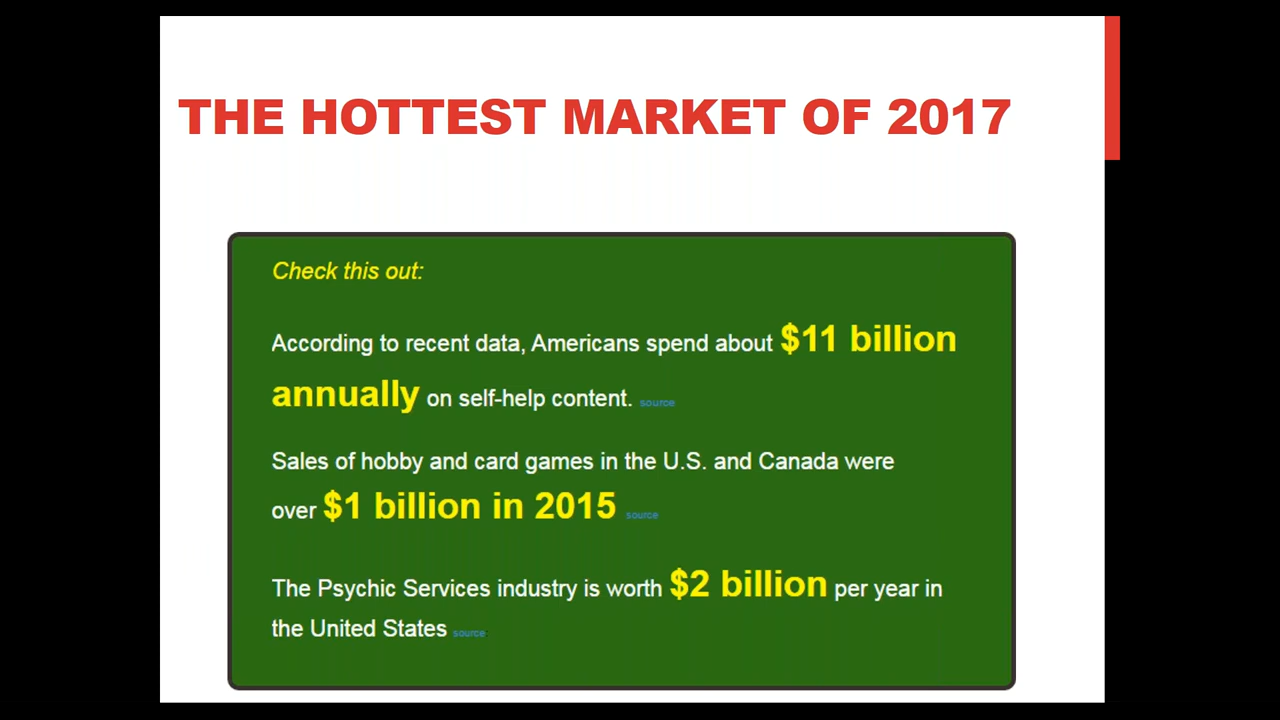 THE HOTTEST MARKET OF 2017
Check this out:
According to recent data, Americans spend about $11 billion
annually on self-help content. source
Sales of hobby and card games in the U.S. and Canada were
over $1 billion in 2015 source
The Psychic Services industry is worth $2 billion per year in
the United States source